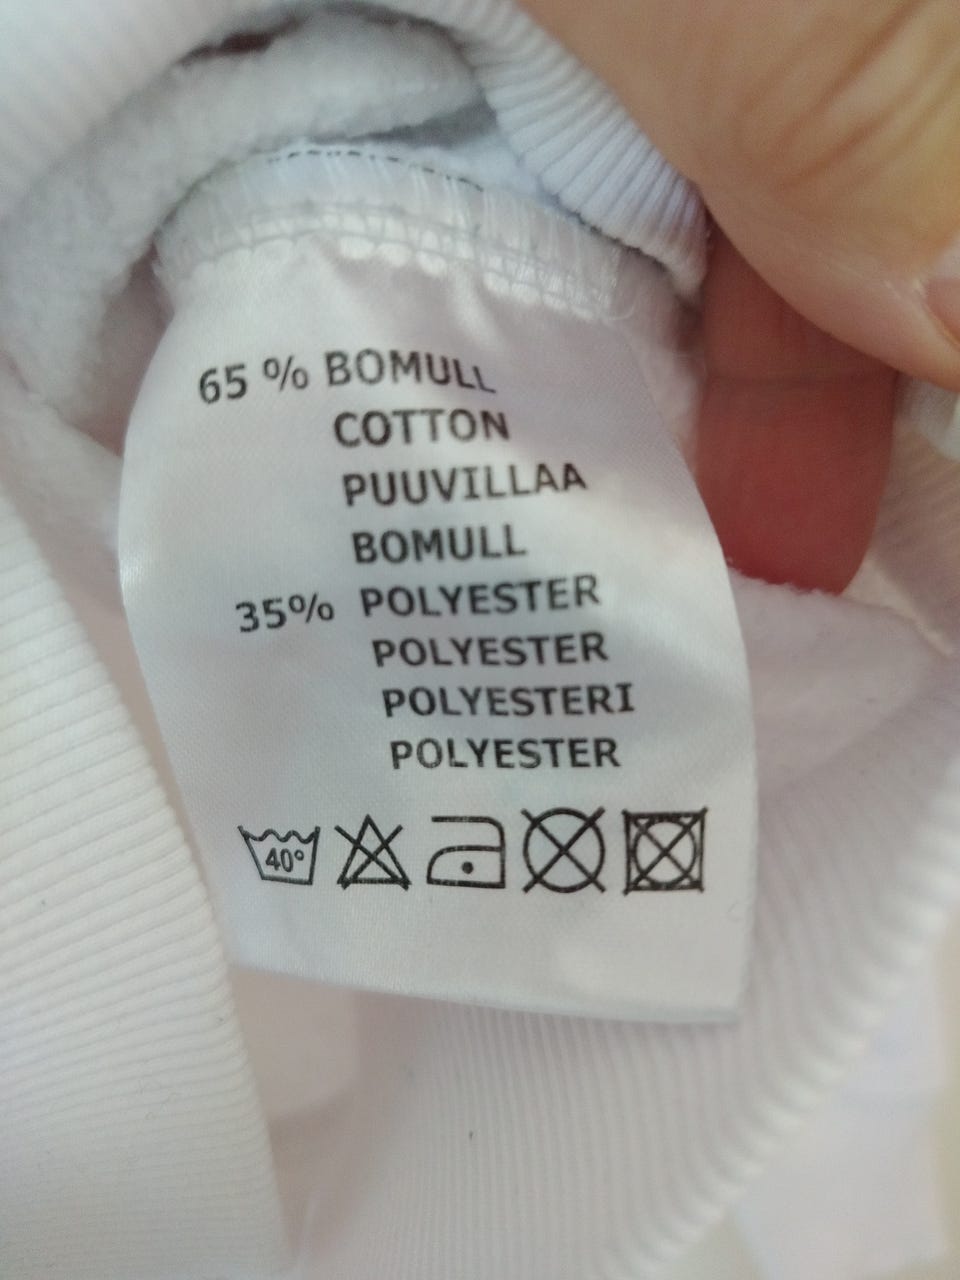 65 % BOMULL
COTTON
PUUVILLAA
BOMULL
35% POLYESTER
POLYESTER
POLYESTERI
POLYESTER
40°